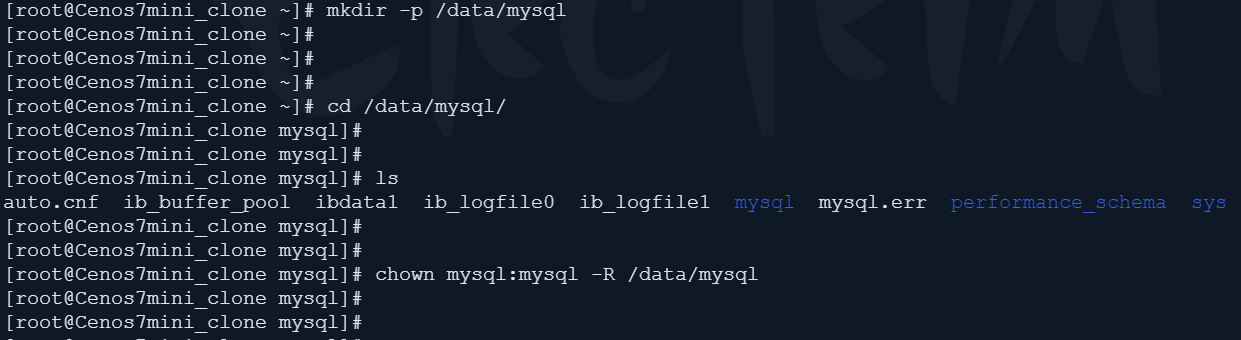 [root@Cenos7mini_clone ~]# mkdir -p /data/mysql
[root@Cenos7mini_clone ~]#
[root@Cenos7mini_clone ~]#
[root@Cenos7mini_clone ~]#
[root@Cenos7mini_clone ~]# cd /data/mysql/
[root@Cenos7mini_clone mysql]#
[root@Cenos7mini_clone mysql]#
[root@Cenos7mini_clone mysql]# ls
auto.cnf  ib_buffer_pool  ibdata1  ib_logfile0  ib_logfile1  mysql  mysql.err  performance_schema  sys
[root@Cenos7mini_clone mysql]#
[root@Cenos7mini_clone mysql]#
[root@Cenos7mini_clone mysql]# chown mysql:mysql -R /data/mysql
[root@Cenos7mini_clone mysql]#
[root@Cenos7mini_clone mysql]#